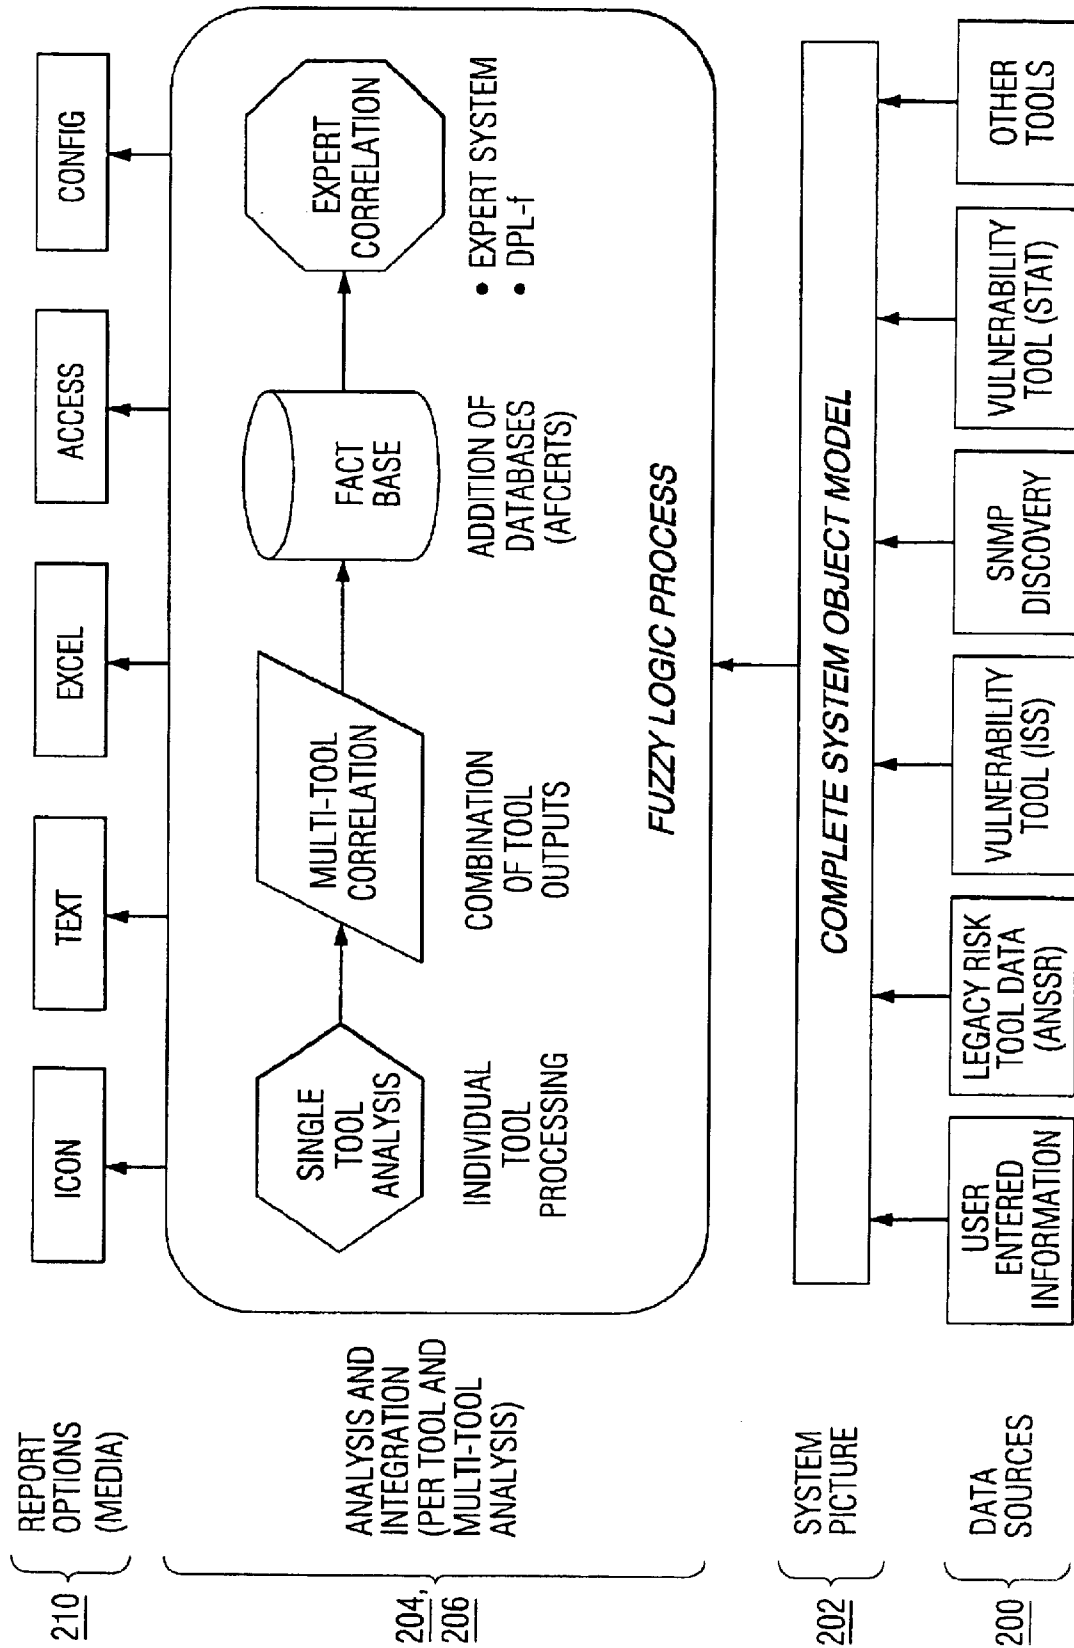 REPORT
OPTIONS
(MEDIA)
210
ICON
TEXT
EXCEL
ACCESS
CONFIG
ANALYSIS AND
INTEGRATION
(PER TOOL AND
MULTI-TOOL
ANALYSIS)
204,
206
SINGLE
TOOL
ANALYSIS
MULTI-TOOL
CORRELATION
FACT
BASE
EXPERT
CORRELATION
INDIVIDUAL
TOOL
PROCESSING
COMBINATION
OF TOOL
OUTPUTS
ADDITION OF
DATABASES
(AFCERTS)
• EXPERT SYSTEM
• DPL-f
FUZZY LOGIC PROCESS
SYSTEM
PICTURE
202
COMPLETE SYSTEM OBJECT MODEL
DATA
SOURCES
200
USER
ENTERED
INFORMATION
LEGACY RISK
TOOL DATA
(ANSSR)
VULNERABILITY
TOOL (ISS)
SNMP
DISCOVERY
VULNERABILITY
TOOL (STAT)
OTHER
TOOLS